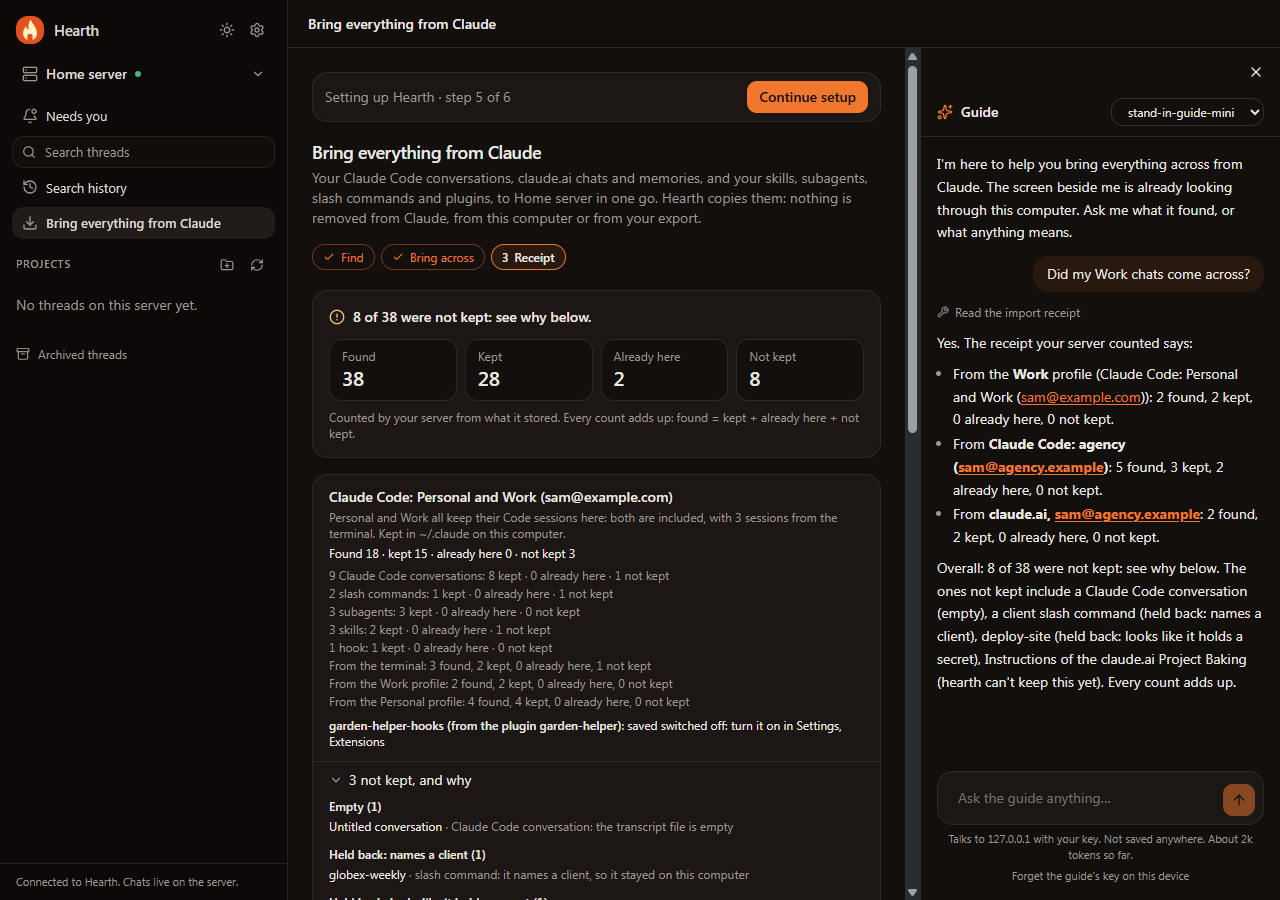 Hearth
Home server
Needs you
Search threads
Search history
Bring everything from Claude
PROJECTS
No threads on this server yet.
Archived threads
Connected to Hearth. Chats live on the server.
Bring everything from Claude
Setting up Hearth · step 5 of 6
Continue setup
Bring everything from Claude
Your Claude Code conversations, claude.ai chats and memories, and your skills, subagents,
slash commands and plugins, to Home server in one go. Hearth copies them: nothing is
removed from Claude, from this computer or from your export.
Find
Bring across
3 Receipt
8 of 38 were not kept: see why below.
Found
38
Kept
28
Already here
2
Not kept
8
Counted by your server from what it stored. Every count adds up: found = kept + already here + not
kept.
Claude Code: Personal and Work (sam@example.com)
Personal and Work all keep their Code sessions here: both are included, with 3 sessions from the
terminal. Kept in ~/.claude on this computer.
Found 18 · kept 15 · already here 0 · not kept 3
9 Claude Code conversations: 8 kept · 0 already here · 1 not kept
2 slash commands: 1 kept · 0 already here · 1 not kept
3 subagents: 3 kept · 0 already here · 0 not kept
3 skills: 2 kept · 0 already here · 1 not kept
1 hook: 1 kept · 0 already here · 0 not kept
From the terminal: 3 found, 2 kept, 0 already here, 1 not kept
From the Work profile: 2 found, 2 kept, 0 already here, 0 not kept
From the Personal profile: 4 found, 4 kept, 0 already here, 0 not kept
garden-helper-hooks (from the plugin garden-helper): saved switched off: turn it on in Settings,
Extensions
3 not kept, and why
Empty (1)
Untitled conversation · Claude Code conversation: the transcript file is empty
Held back: names a client (1)
globex-weekly · slash command: it names a client, so it stayed on this computer
Guide
stand-in-guide-mini
I'm here to help you bring everything across from
Claude. The screen beside me is already looking
through this computer. Ask me what it found, or
what anything means.
Did my Work chats come across?
Read the import receipt
Yes. The receipt your server counted says:
From the Work profile (Claude Code: Personal
and Work (sam@example.com)): 2 found, 2 kept,
0 already here, 0 not kept.
From Claude Code: agency
(sam@agency.example): 5 found, 3 kept, 2
already here, 0 not kept.
From claude.ai, sam@agency.example: 2 found,
2 kept, 0 already here, 0 not kept.
Overall: 8 of 38 were not kept: see why below. The
ones not kept include a Claude Code conversation
(empty), a client slash command (held back: names a
client), deploy-site (held back: looks like it holds a
secret), Instructions of the claude.ai Project Baking
(hearth can't keep this yet). Every count adds up.
Ask the guide anything...
Talks to 127.0.0.1 with your key. Not saved anywhere. About 2k
tokens so far.
Forget the guide's key on this device